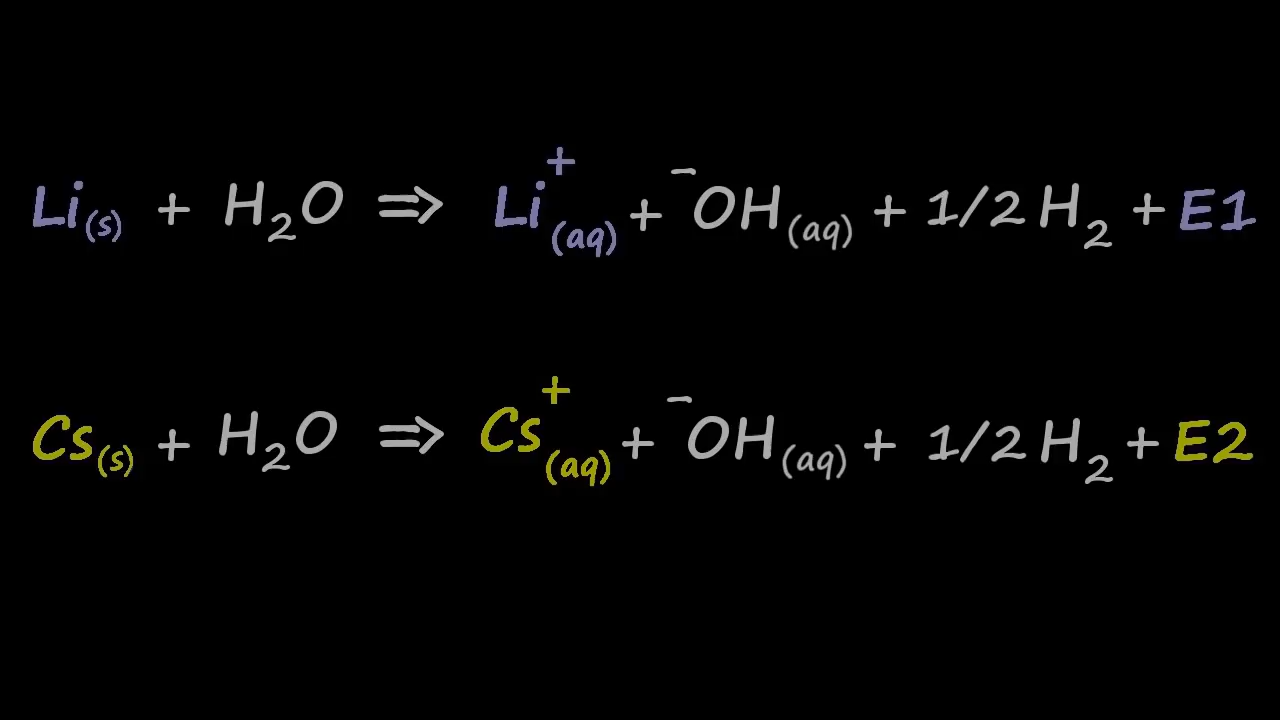 Li(s) + H₂O ⇒ Li⁺(aq) + ⁻OH(aq) + 1/2 H₂ + E1
Cs(s) + H₂O ⇒ Cs⁺(aq) + ⁻OH(aq) + 1/2 H₂ + E2